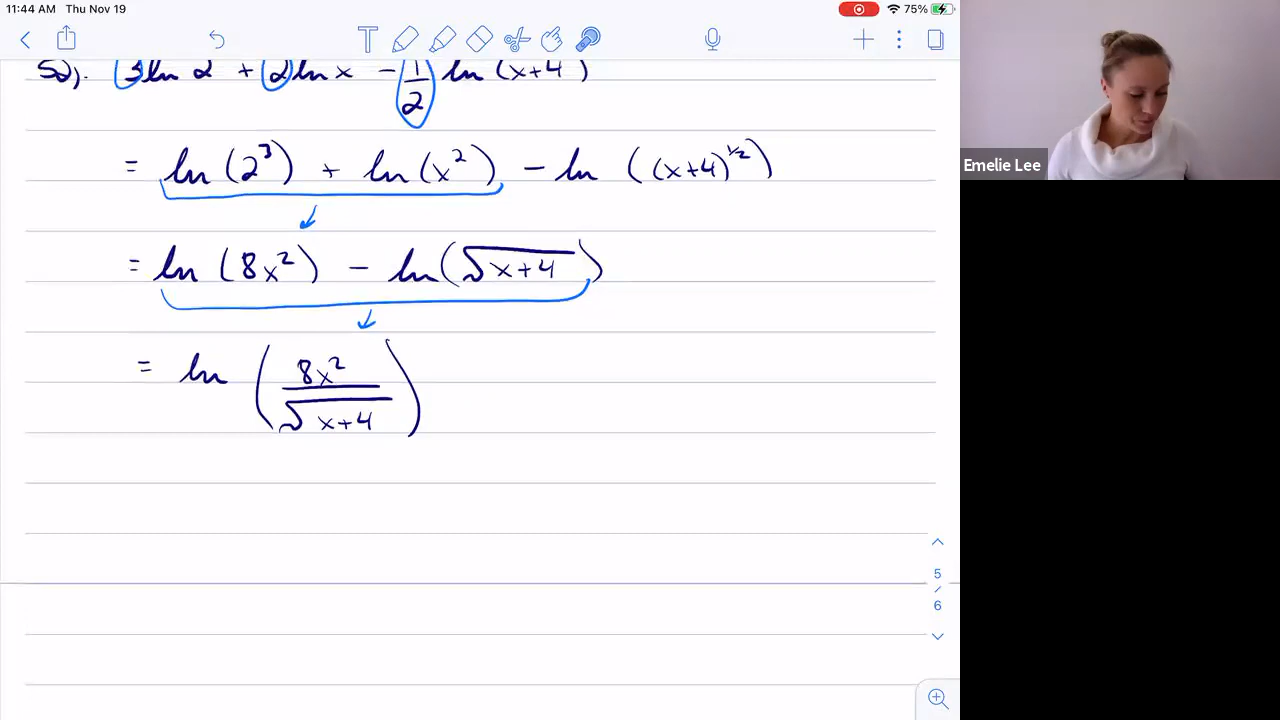 11:44 AM Thu Nov 19
75%
52). 3 ln 2 + 2 ln x - 1/2 ln (x+4)
= ln (2³) + ln (x²) - ln ((x+4)^½)
= ln (8x²) - ln (√x+4)
= ln (8x² / √x+4)
5
/
6
Emelie Lee